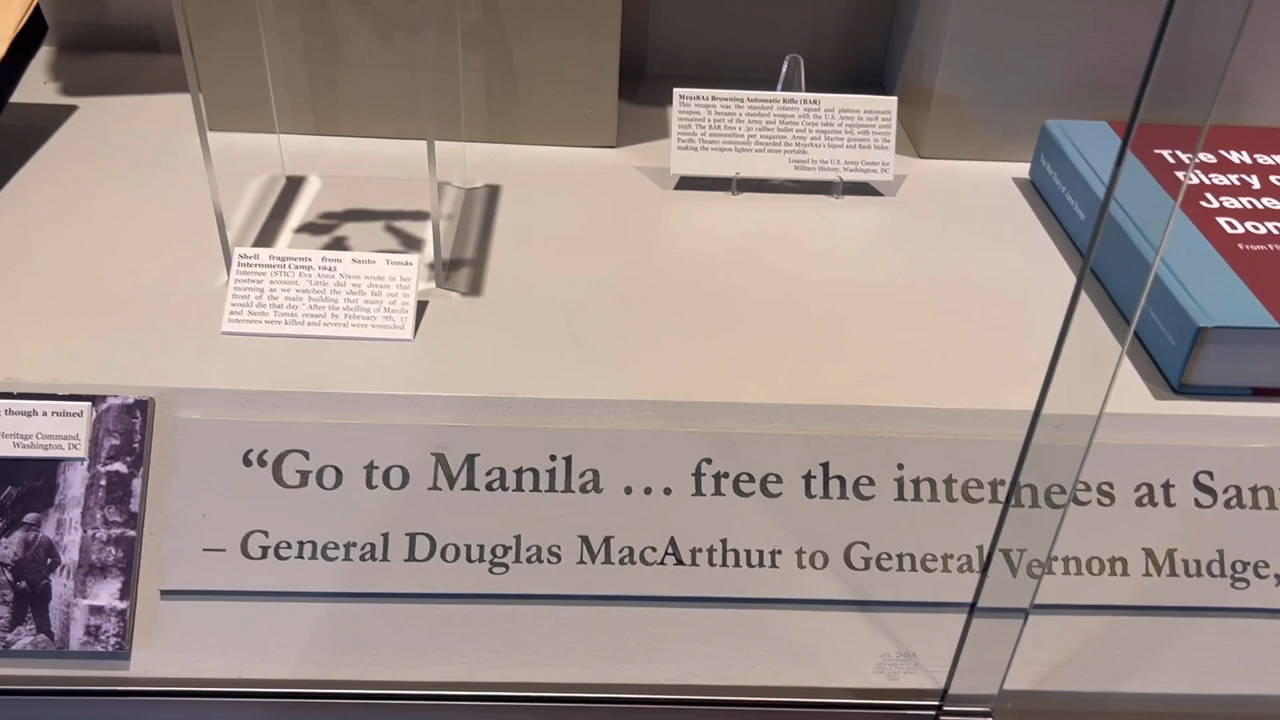 M1918A2 Browning Automatic Rifle (BAR)
This weapon was the standard infantry squad and platoon automatic
weapon. It became a standard weapon with the U.S. Army in 1918 and
remained a part of the Army and Marine Corps table of equipment until
1958. The BAR fires a .30 caliber bullet and is magazine fed, with twenty
rounds of ammunition per magazine. Army and Marine gunners in the
Pacific Theater commonly discarded the M1918A2's bipod and flash hider,
making the weapon lighter and more portable.
Loaned by the U.S. Army Center for
Military History, Washington, DC
The War
Diary o
Jane
Dor
From Fi
Shell fragments from Santo Tomás
Internment Camp, 1945
Internee (STIC) Eva Anna Nixon wrote in her
postwar account, "Little did we dream that
morning as we watched the shells fall out in
front of the main building that many of us
would die that day." After the shelling of Manila
and Santo Tomás ceased by February 7th, 17
internees were killed and several were wounded.
though a ruined
Heritage Command,
Washington, DC
“Go to Manila ... free the internees at San
– General Douglas MacArthur to General Vernon Mudge,